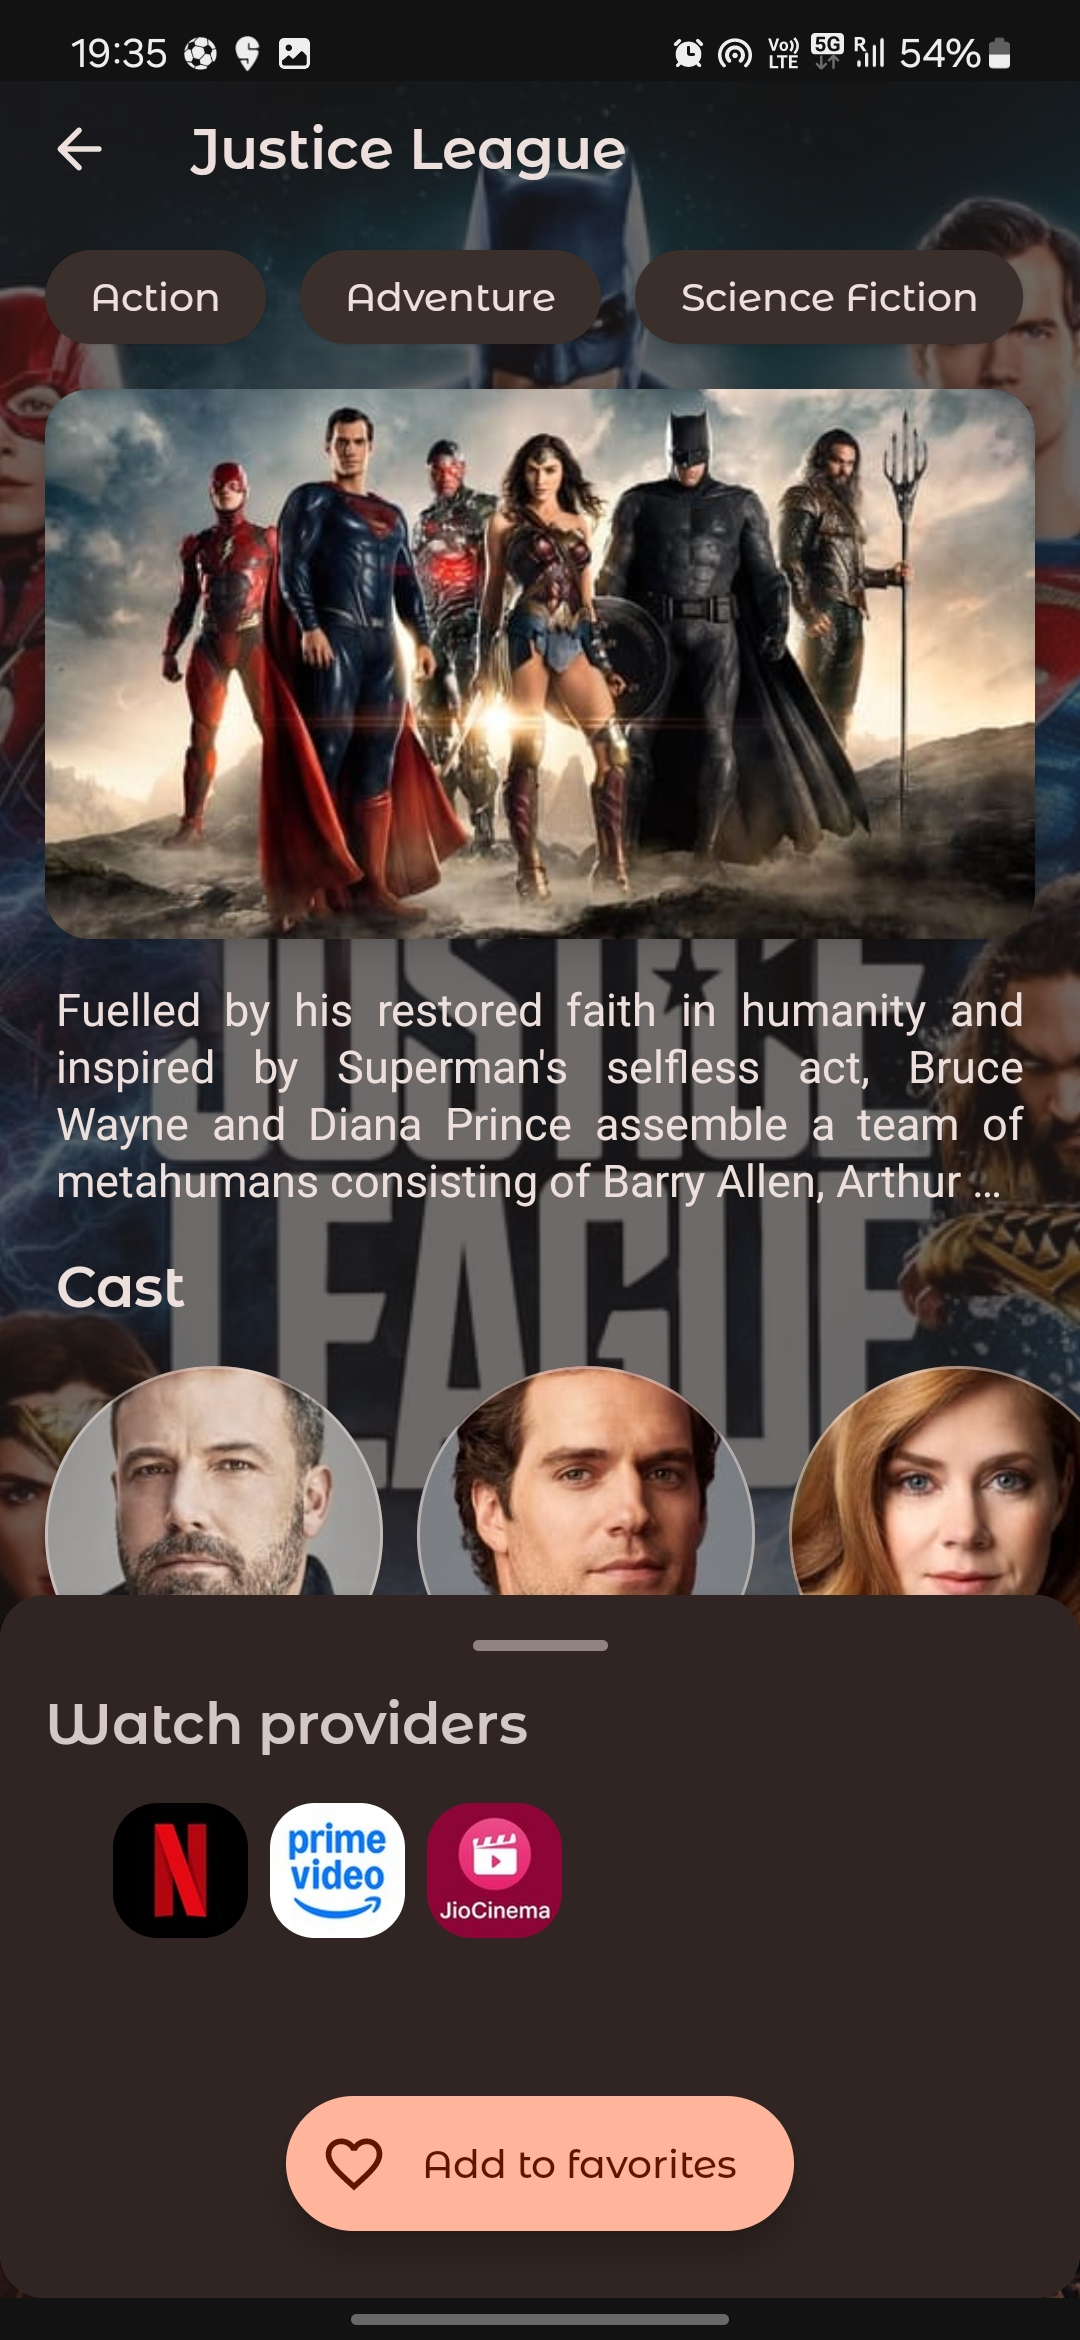 19:35 Vo)) LTE 5G R 54%
Justice League
Action Adventure Science Fiction
JUSTICE
Fuelled by his restored faith in humanity and
inspired by Superman's selfless act, Bruce
Wayne and Diana Prince assemble a team of
metahumans consisting of Barry Allen, Arthur ...
LEAGUE
Cast
Watch providers
N prime video JioCinema
Add to favorites